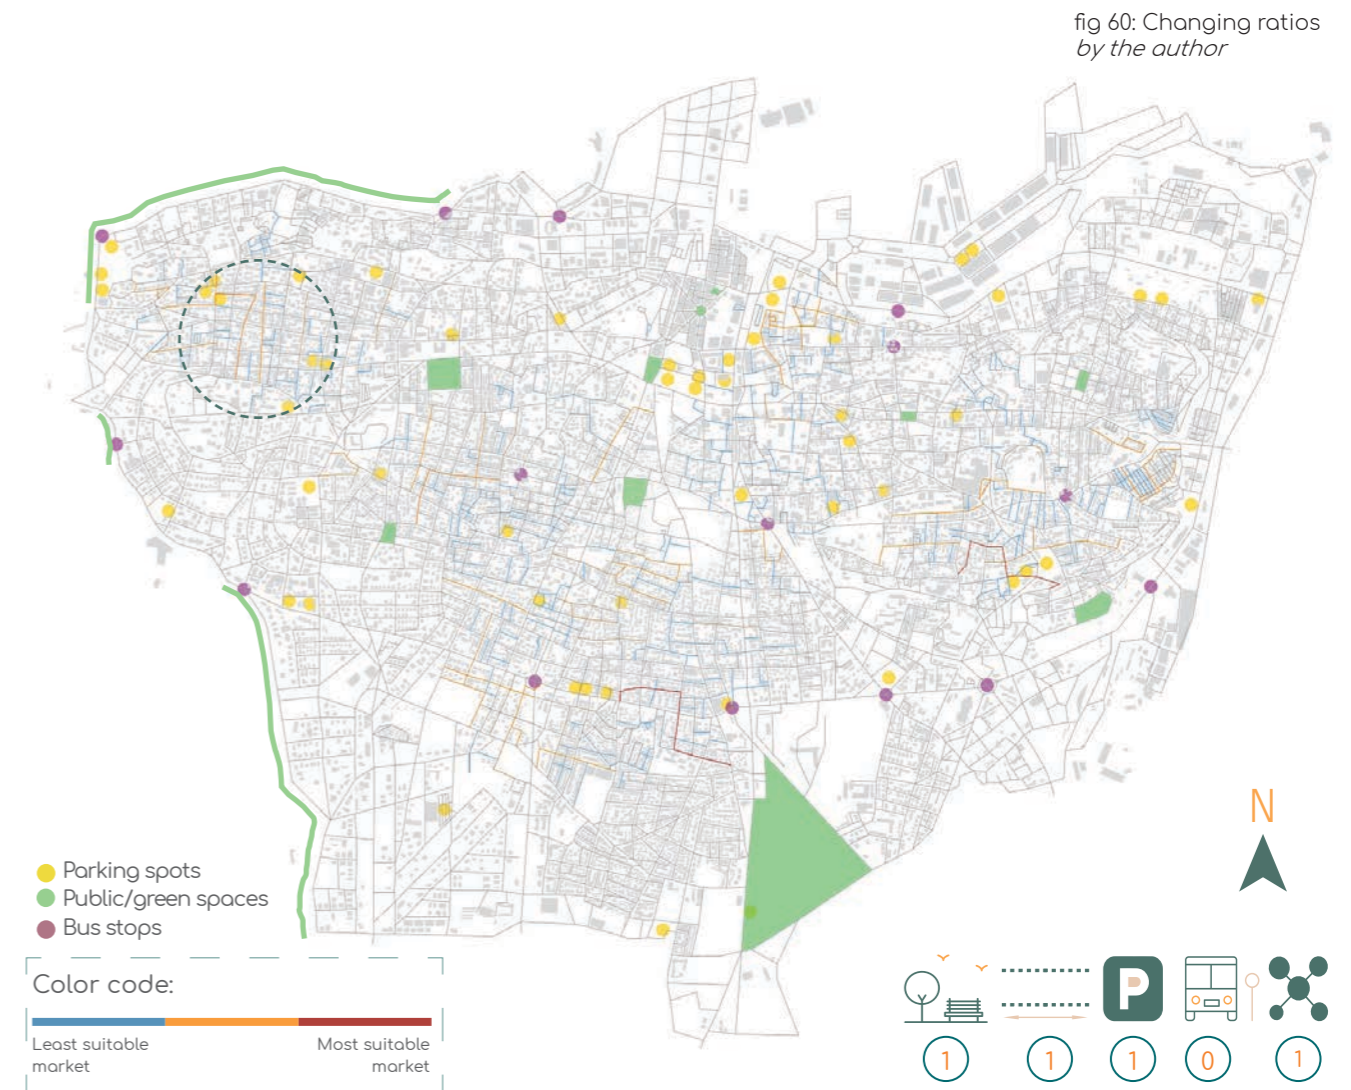 fig 60: Changing ratios
by the author
N
Parking spots
Public/green spaces
Bus stops
Color code:
Least suitable
market
Most suitable
market
P
1 1 1 0 1